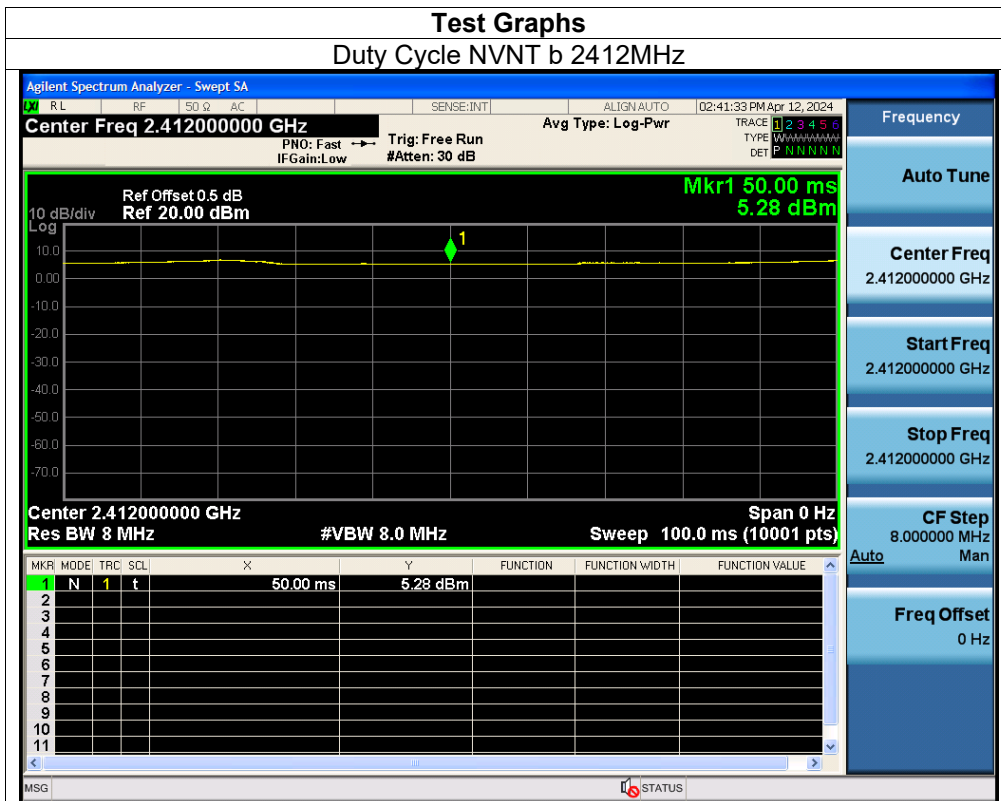 Test Graphs
Duty Cycle NVNT b 2412MHz
Agilent Spectrum Analyzer - Swept SA
LXI RL RF 50 Ω AC SENSE:INT ALIGN AUTO 02:41:33 PM Apr 12, 2024
Center Freq 2.412000000 GHz
PNO: Fast
IFGain:Low
Trig: Free Run
#Atten: 30 dB
Avg Type: Log-Pwr
TRACE 1 2 3 4 5 6
TYPE WWWWWW
DET P N N N N N
Frequency
Ref Offset 0.5 dB
Ref 20.00 dBm
10 dB/div
Log
Mkr1 50.00 ms
5.28 dBm
1
10.0
0.00
-10.0
-20.0
-30.0
-40.0
-50.0
-60.0
-70.0
Center 2.412000000 GHz Span 0 Hz
Res BW 8 MHz #VBW 8.0 MHz Sweep 100.0 ms (10001 pts)
MKR MODE TRC SCL X Y FUNCTION FUNCTION WIDTH FUNCTION VALUE
1 N 1 t 50.00 ms 5.28 dBm
2
3
4
5
6
7
8
9
10
11
Auto Tune
Center Freq
2.412000000 GHz
Start Freq
2.412000000 GHz
Stop Freq
2.412000000 GHz
CF Step
8.000000 MHz
Auto Man
Freq Offset
0 Hz
MSG STATUS